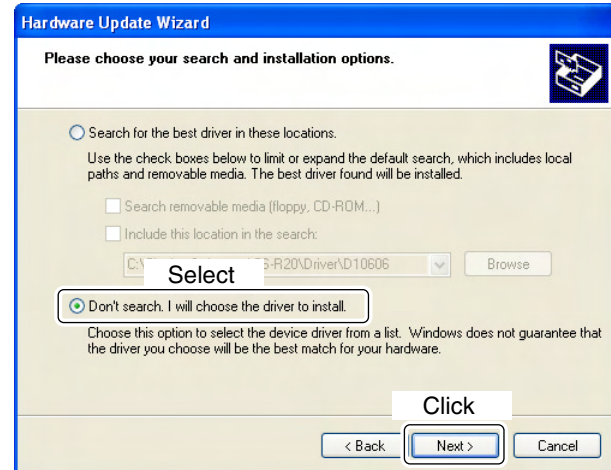 Hardware Update Wizard
Please choose your search and installation options.
Search for the best driver in these locations.
Use the check boxes below to limit or expand the default search, which includes local
paths and removable media. The best driver found will be installed.
Search removable media (floppy, CD-ROM...)
Include this location in the search:
-R20\Driver\D10606
Browse
Select
Don't search. I will choose the driver to install.
Choose this option to select the device driver from a list. Windows does not guarantee that
the driver you choose will be the best match for your hardware.
Click
< Back
Next >
Cancel